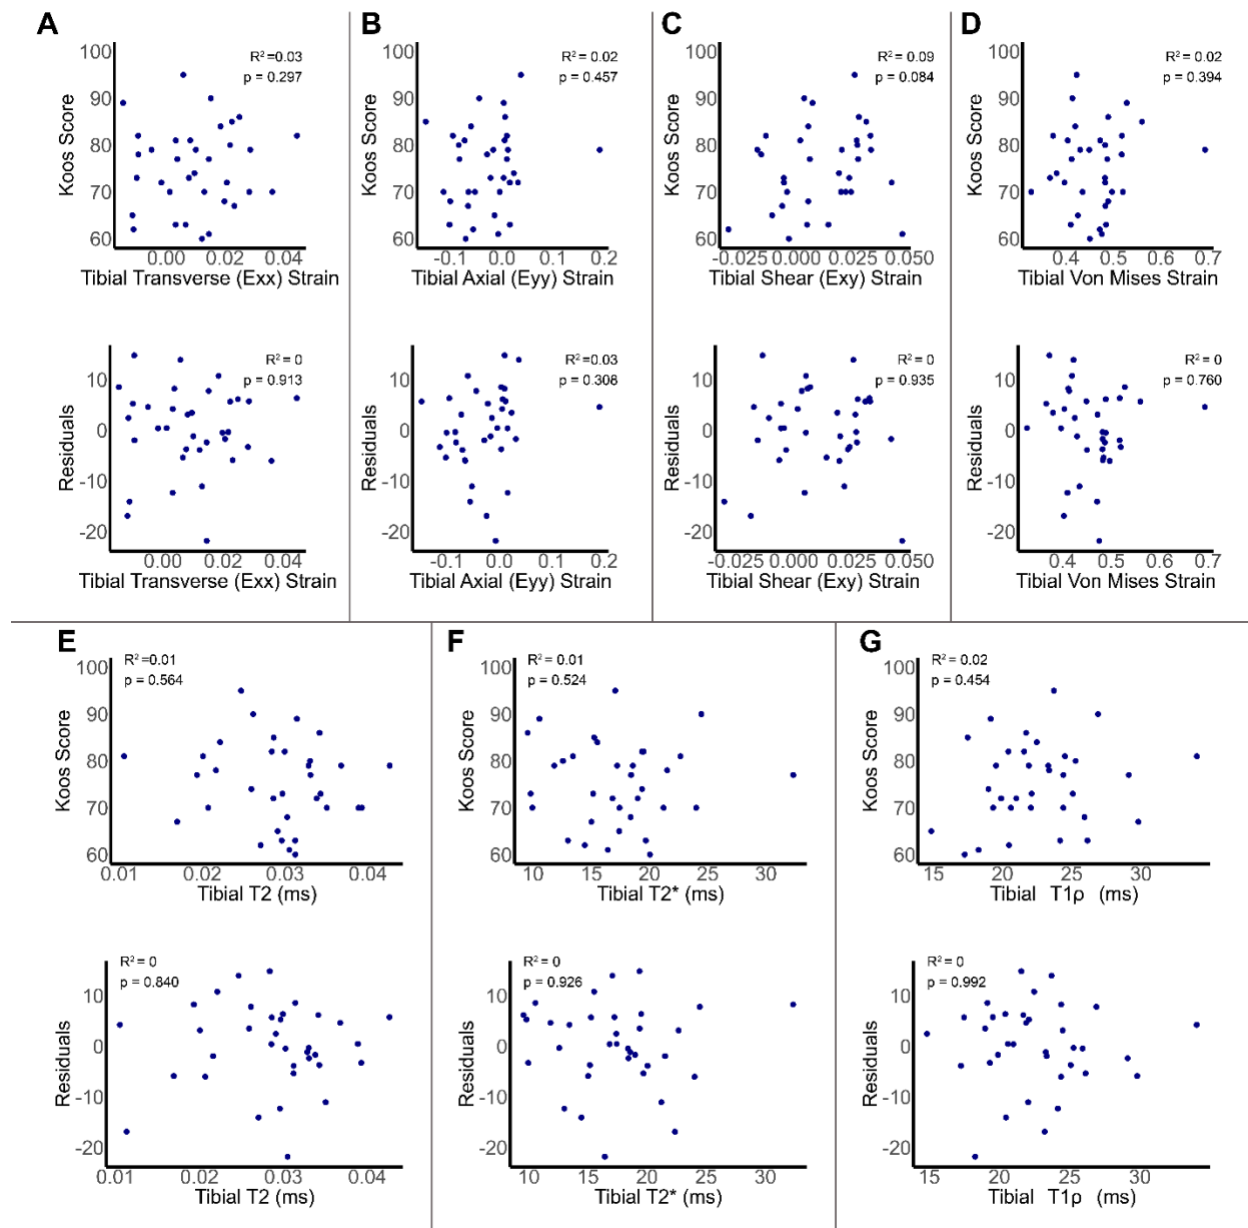 A
Koos Score
100
90
80
70
60
R² =0.03
p = 0.297
0.00 0.02 0.04
Tibial Transverse (Exx) Strain
Residuals
10
0
-10
-20
R² = 0
p = 0.913
0.00 0.02 0.04
Tibial Transverse (Exx) Strain
B
Koos Score
100
90
80
70
60
R² = 0.02
p = 0.457
-0.1 0.0 0.1 0.2
Tibial Axial (Eyy) Strain
Residuals
10
0
-10
-20
R² =0.03
p = 0.308
-0.1 0.0 0.1 0.2
Tibial Axial (Eyy) Strain
C
Koos Score
100
90
80
70
60
R² = 0.09
p = 0.084
-0.025 0.000 0.025 0.050
Tibial Shear (Exy) Strain
Residuals
10
0
-10
-20
R² = 0
p = 0.935
-0.025 0.000 0.025 0.050
Tibial Shear (Exy) Strain
D
Koos Score
100
90
80
70
60
R² = 0.02
p = 0.394
0.4 0.5 0.6 0.7
Tibial Von Mises Strain
Residuals
10
0
-10
-20
R² = 0
p = 0.760
0.4 0.5 0.6 0.7
Tibial Von Mises Strain
E
Koos Score
100
90
80
70
60
R² =0.01
p = 0.564
0.01 0.02 0.03 0.04
Tibial T2 (ms)
Residuals
10
0
-10
-20
R² = 0
p = 0.840
0.01 0.02 0.03 0.04
Tibial T2 (ms)
F
Koos Score
100
90
80
70
60
R² = 0.01
p = 0.524
10 15 20 25 30
Tibial T2* (ms)
Residuals
10
0
-10
-20
R² = 0
p = 0.926
10 15 20 25 30
Tibial T2* (ms)
G
Koos Score
100
90
80
70
60
R² = 0.02
p = 0.454
15 20 25 30
Tibial T1ρ (ms)
Residuals
10
0
-10
-20
R² = 0
p = 0.992
15 20 25 30
Tibial T1ρ (ms)